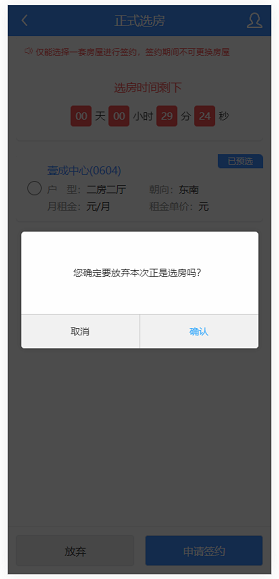 正式选房
仅能选择一套房屋进行签约，签约期间不可更换房屋
选房时间剩下
00 天 00 小时 29 分 24 秒
已预选
壹成中心(0604)
户 型：二房二厅 朝向：东南
月租金：元/月 租金单价：元
您确定要放弃本次正是选房吗？
取消 确认
放弃 申请签约